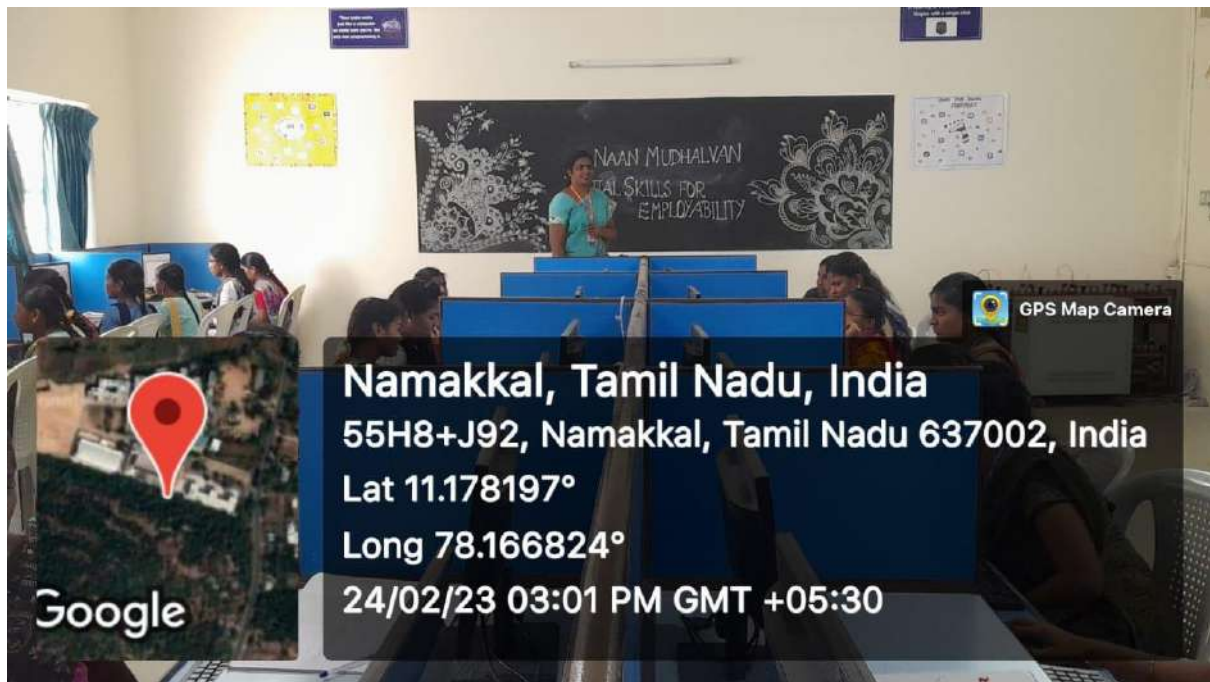 NAAN MUDHALVAN
TAL SKILLS FOR
EMPLOYABILITY
GPS Map Camera
Namakkal, Tamil Nadu, India
55H8+J92, Namakkal, Tamil Nadu 637002, India
Lat 11.178197°
Long 78.166824°
24/02/23 03:01 PM GMT +05:30
Google